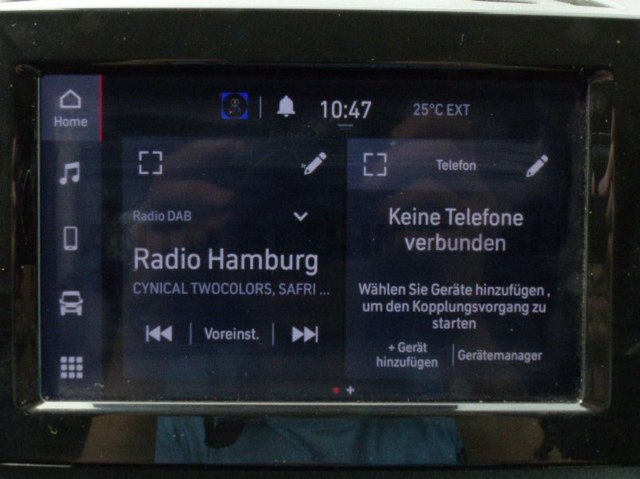 10:47
25°C EXT
Home
Radio DAB
Radio Hamburg
CYNICAL TWOCOLORS, SAFRI ...
Voreinst.
Telefon
Keine Telefone
verbunden
Wählen Sie Geräte hinzufügen ,
um den Kopplungsvorgang zu
starten
+ Gerät
hinzufügen
Gerätemanager